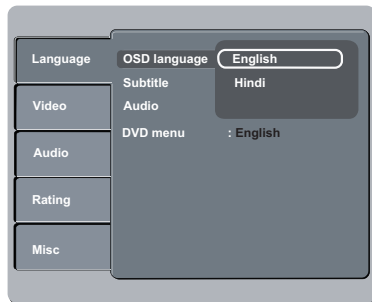 Language
Video
Audio
Rating
Misc
OSD language English
Subtitle Hindi
Audio
DVD menu : English